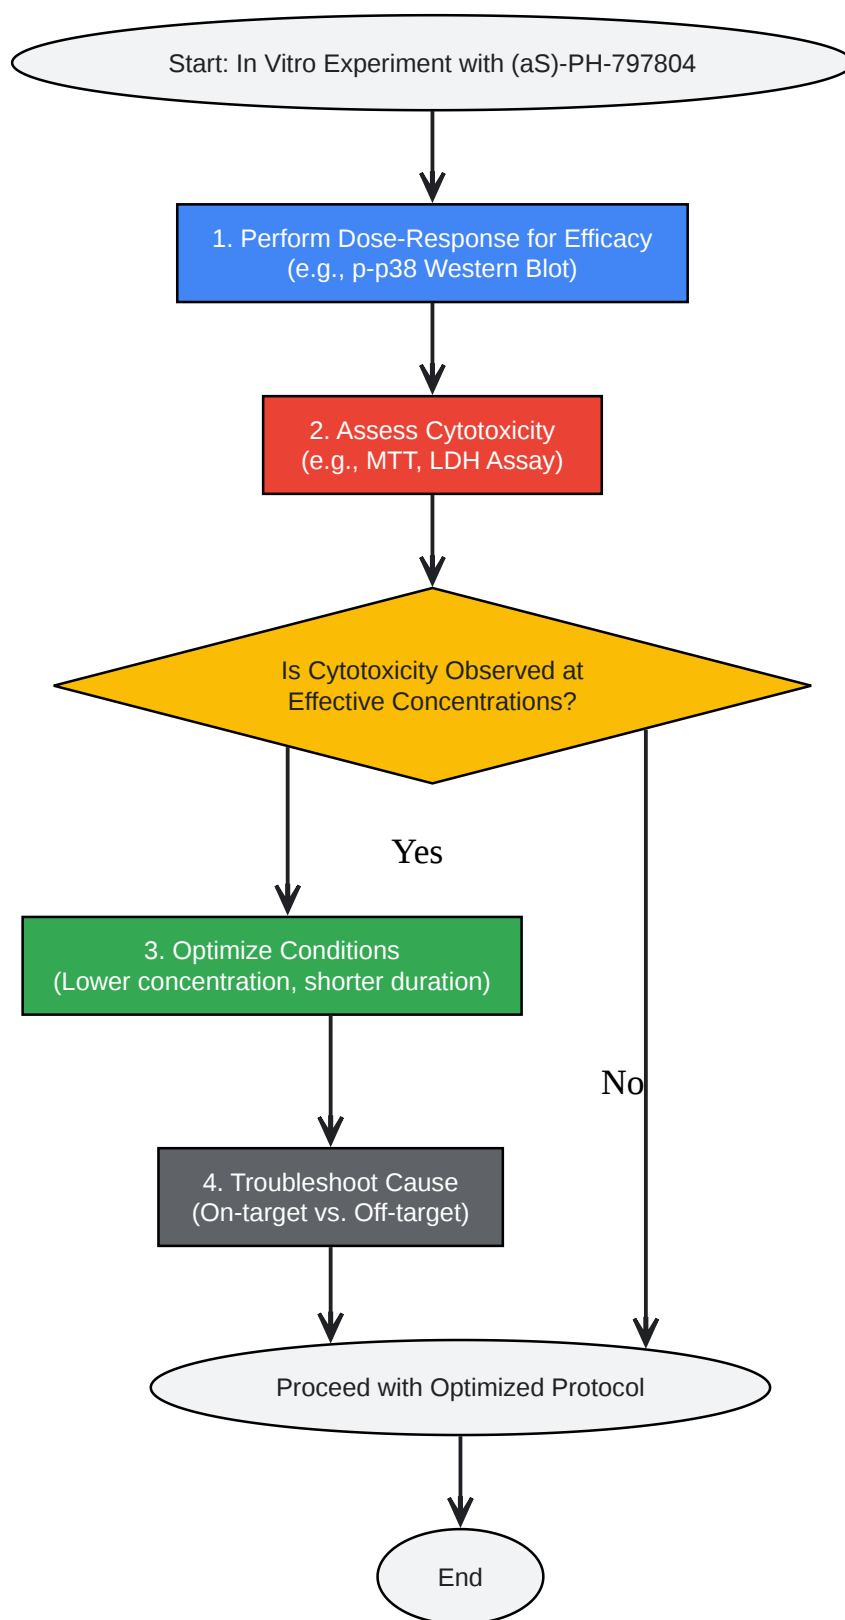 Start: In Vitro Experiment with (aS)-PH-797804
1. Perform Dose-Response for Efficacy
(e.g., p-p38 Western Blot)
2. Assess Cytotoxicity
(e.g., MTT, LDH Assay)
Is Cytotoxicity Observed at
Effective Concentrations?
Yes
3. Optimize Conditions
(Lower concentration, shorter duration)
No
4. Troubleshoot Cause
(On-target vs. Off-target)
Proceed with Optimized Protocol
End